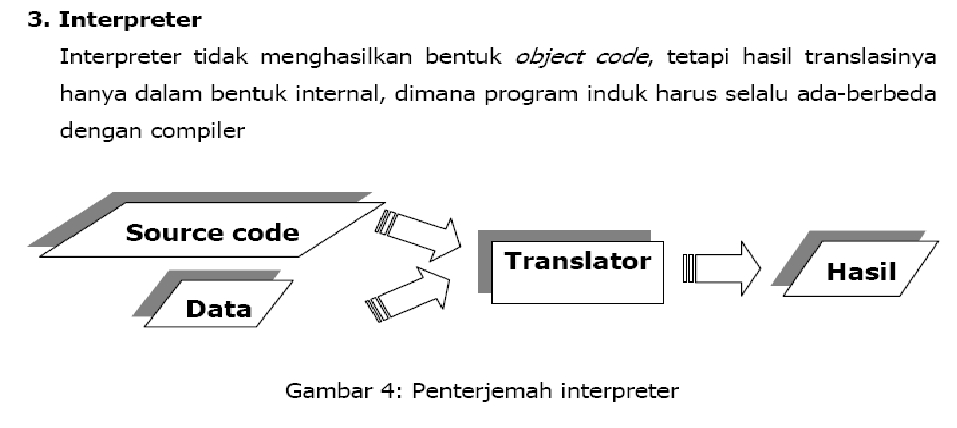 3. Interpreter
Interpreter tidak menghasilkan bentuk object code, tetapi hasil translasinya
hanya dalam bentuk internal, dimana program induk harus selalu ada-berbeda
dengan compiler
Source code
Data
Translator
Hasil
Gambar 4: Penterjemah interpreter